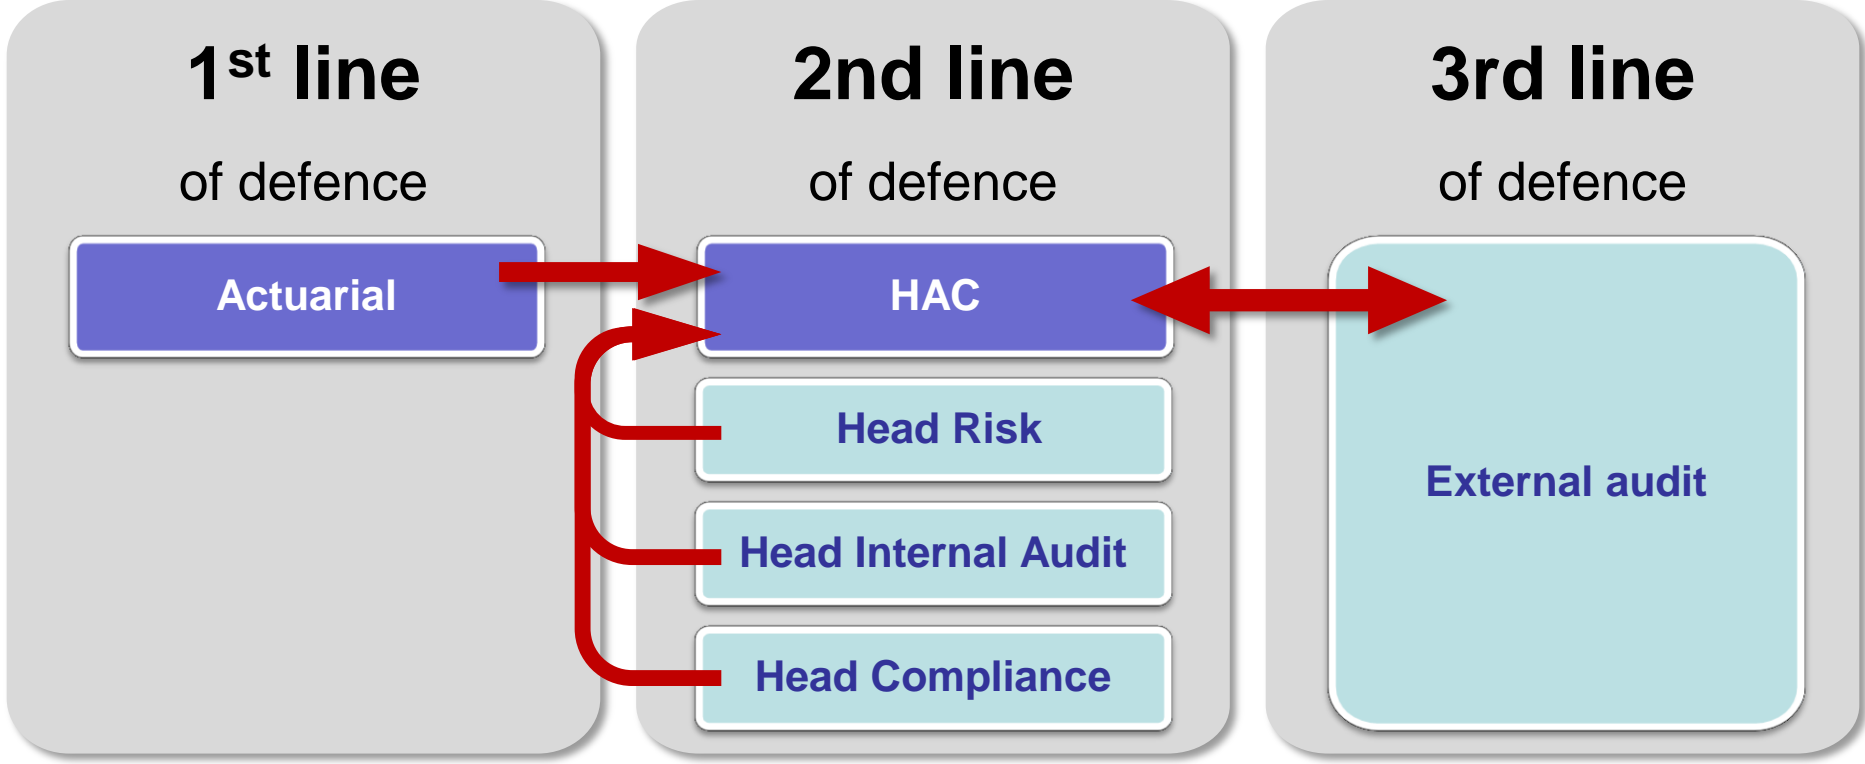 1st line
of defence
Actuarial
2nd line
of defence
HAC
Head Risk
Head Internal Audit
Head Compliance
3rd line
of defence
External audit